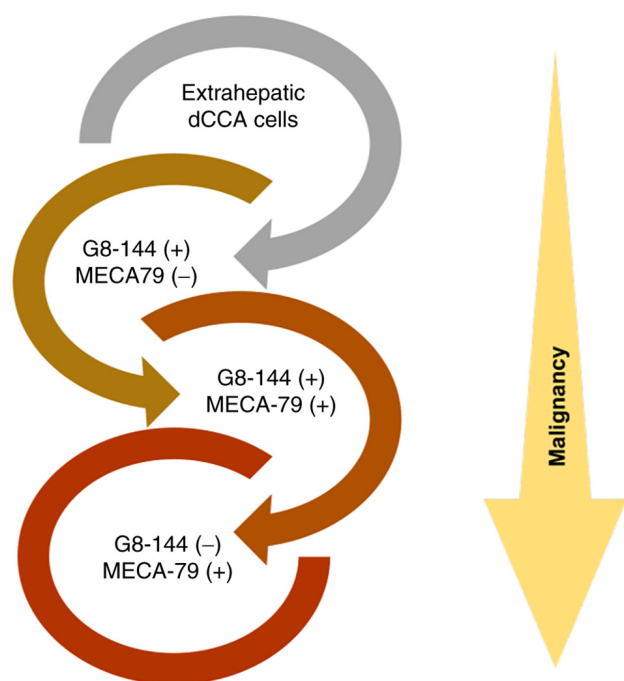 Extrahepatic
dCCA cells
G8-144 (+)
MECA79 (–)
G8-144 (+)
MECA-79 (+)
G8-144 (–)
MECA-79 (+)
Malignancy